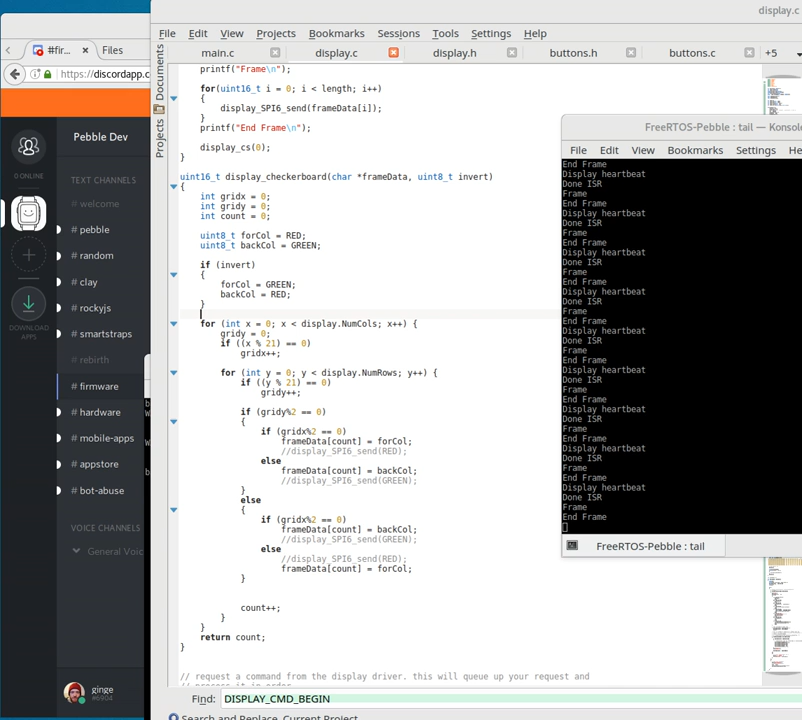 display.c
File Edit View Projects Bookmarks Sessions Tools Settings Help
#fir... Files
main.c display.c display.h buttons.h buttons.c +5
https://discordapp.c
Documents
Projects
Pebble Dev
0 ONLINE
TEXT CHANNELS
# welcome
# pebble
# random
# clay
# rockyjs
# smartstraps
# rebirth
# firmware
# hardware
# mobile-apps
# appstore
# bot-abuse
VOICE CHANNELS
General Voic
DOWNLOAD
APPS
ginge
#6904
printf("Frame\n");
for(uint16_t i = 0; i < length; i++)
{
display_SPI6_send(frameData[i]);
}
printf("End Frame\n");
display_cs(0);
}
uint16_t display_checkerboard(char *frameData, uint8_t invert)
{
int gridx = 0;
int gridy = 0;
int count = 0;
uint8_t forCol = RED;
uint8_t backCol = GREEN;
if (invert)
{
forCol = GREEN;
backCol = RED;
}
for (int x = 0; x < display.NumCols; x++) {
gridy = 0;
if ((x % 21) == 0)
gridx++;
for (int y = 0; y < display.NumRows; y++) {
if ((y % 21) == 0)
gridy++;
if (gridy%2 == 0)
{
if (gridx%2 == 0)
frameData[count] = forCol;
//display_SPI6_send(RED);
else
frameData[count] = backCol;
//display_SPI6_send(GREEN);
}
else
{
if (gridx%2 == 0)
frameData[count] = backCol;
//display_SPI6_send(GREEN);
else
//display_SPI6_send(RED);
frameData[count] = forCol;
}
count++;
}
}
return count;
}
// request a command from the display driver. this will queue up your request and
Find: DISPLAY_CMD_BEGIN
Search and Replace Current Project
FreeRTOS-Pebble : tail — Konsole
File Edit View Bookmarks Settings He
End Frame
Display heartbeat
Done ISR
Frame
End Frame
Display heartbeat
Done ISR
Frame
End Frame
Display heartbeat
Done ISR
Frame
End Frame
Display heartbeat
Done ISR
Frame
End Frame
Display heartbeat
Done ISR
Frame
End Frame
Display heartbeat
Done ISR
Frame
End Frame
Display heartbeat
Done ISR
Frame
End Frame
Display heartbeat
Done ISR
Frame
End Frame
Display heartbeat
Done ISR
Frame
End Frame
FreeRTOS-Pebble : tail